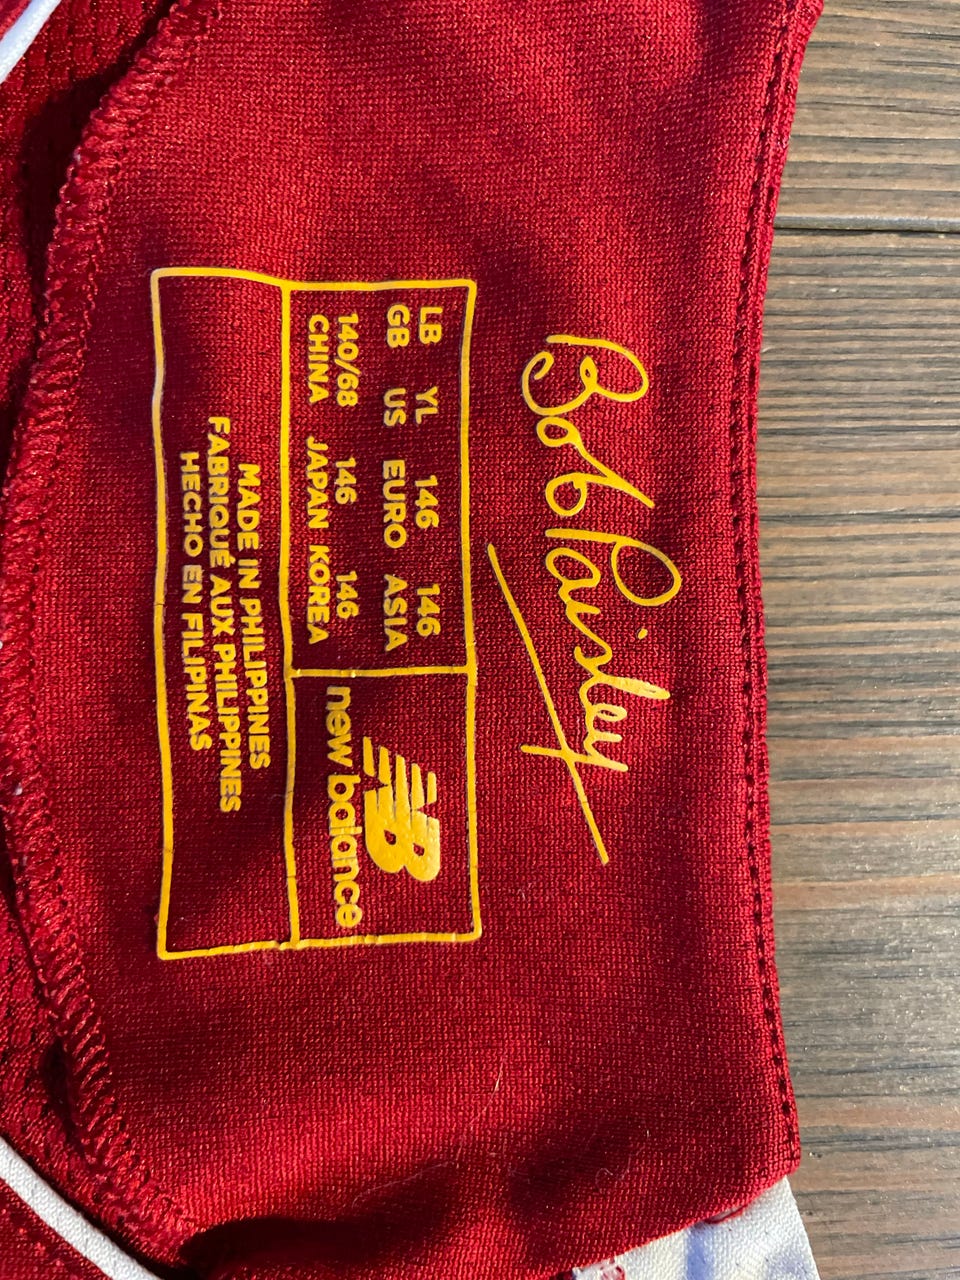 Bob Paisley
LB YL 146 146
GB US EURO ASIA
140/68 146 146
CHINA JAPAN KOREA
NB
new balance
MADE IN PHILIPPINES
FABRIQUÉ AUX PHILIPPINES
HECHO EN FILIPINAS